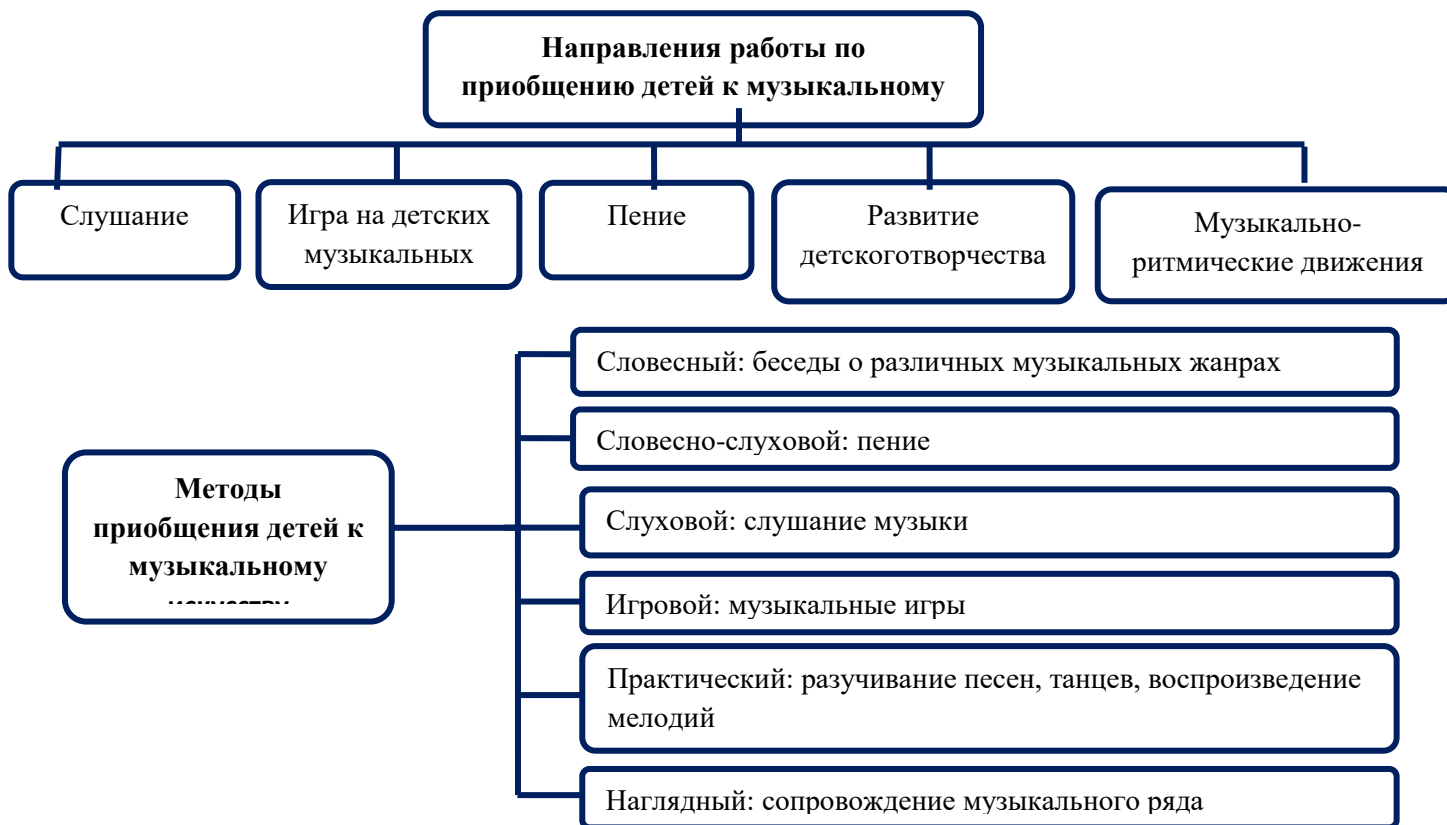 Направления работы по
приобщению детей к музыкальному
Слушание
Игра на детских
музыкальных
Пение
Развитие
детскоготворчества
Музыкально-
ритмические движения
Методы
приобщения детей к
музыкальному
искусству
Словесный: беседы о различных музыкальных жанрах
Словесно-слуховой: пение
Слуховой: слушание музыки
Игровой: музыкальные игры
Практический: разучивание песен, танцев, воспроизведение
мелодий
Наглядный: сопровождение музыкального ряда